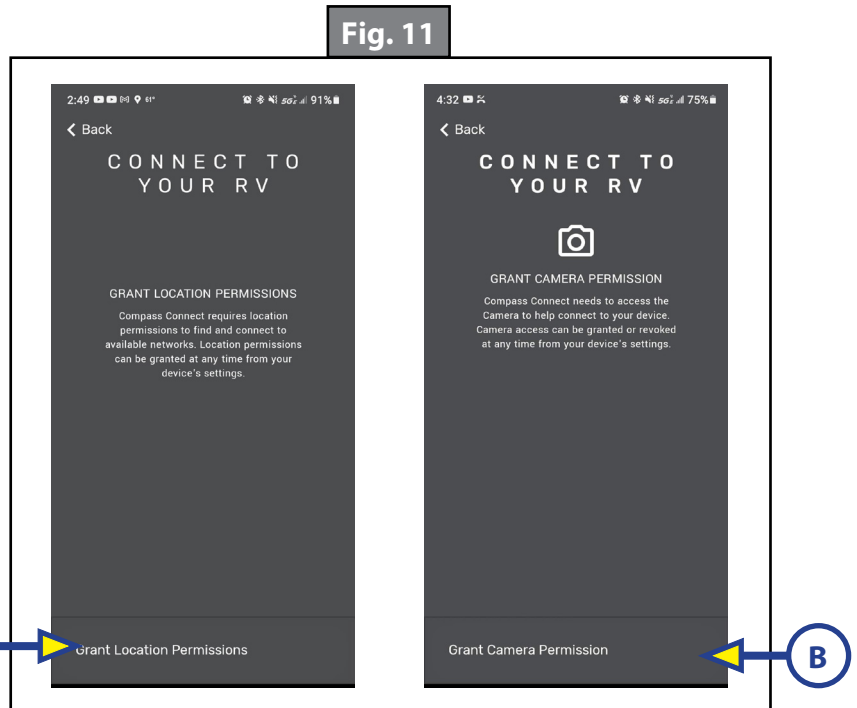 Fig. 11
2:49 61° 5G 91%
Back
CONNECT TO
YOUR RV
GRANT LOCATION PERMISSIONS
Compass Connect requires location
permissions to find and connect to
available networks. Location permissions
can be granted at any time from your
device's settings.
Grant Location Permissions
4:32 5G 75%
Back
CONNECT TO
YOUR RV
GRANT CAMERA PERMISSION
Compass Connect needs to access the
Camera to help connect to your device.
Camera access can be granted or revoked
at any time from your device's settings.
Grant Camera Permission
B